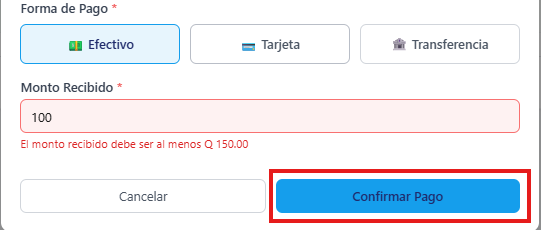 Forma de Pago *
Efectivo
Tarjeta
Transferencia
Monto Recibido *
100
El monto recibido debe ser al menos Q 150.00
Cancelar
Confirmar Pago